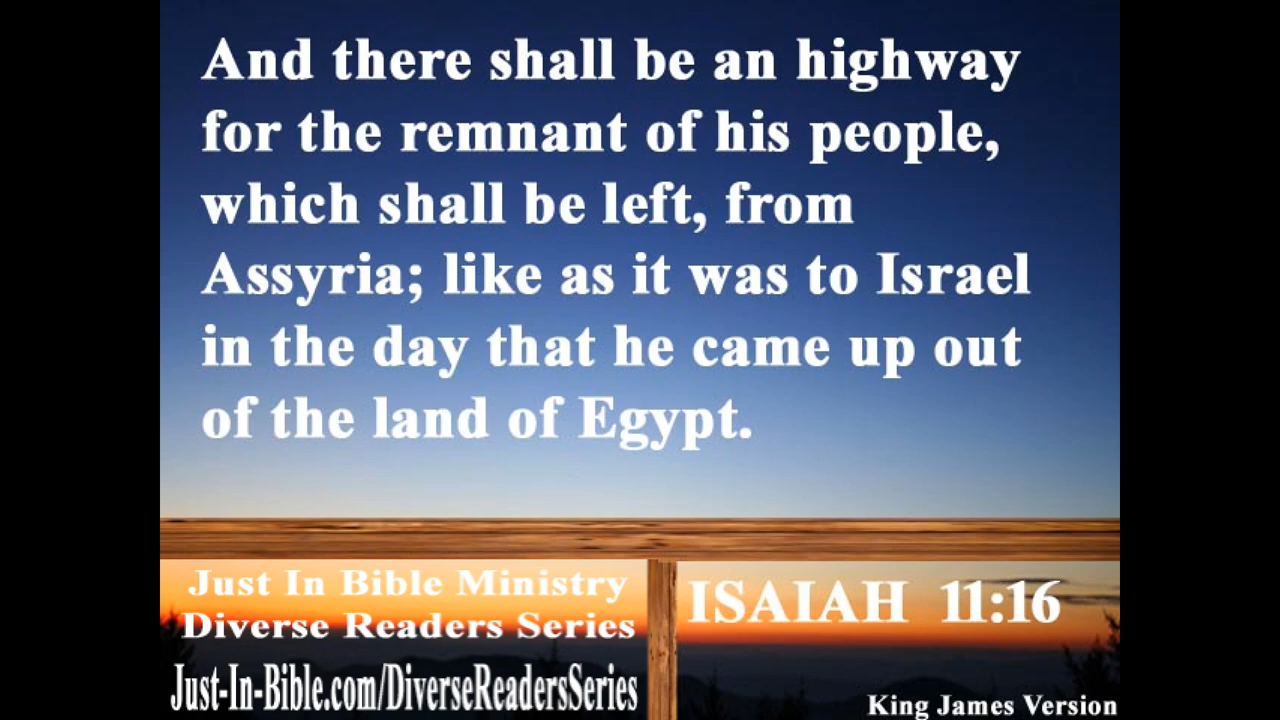 And there shall be an highway
for the remnant of his people,
which shall be left, from
Assyria; like as it was to Israel
in the day that he came up out
of the land of Egypt.
Just In Bible Ministry
Diverse Readers Series
Just-In-Bible.com/DiverseReadersSeries
ISAIAH 11:16
King James Version